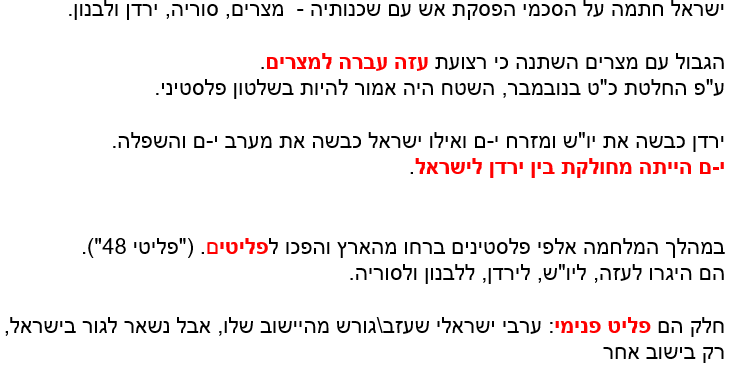 ישראל חתמה על הסכמי הפסקת אש עם שכנותיה - מצרים, סוריה, ירדן ולבנון.
הגבול עם מצרים השתנה כי רצועת עזה עברה למצרים.
ע"פ החלטת כ"ט בנובמבר, השטח היה אמור להיות בשלטון פלסטיני.
ירדן כבשה את יו"ש ומזרח י-ם ואילו ישראל כבשה את מערב י-ם והשפלה.
י-ם הייתה מחולקת בין ירדן לישראל.
במהלך המלחמה אלפי פלסטינים ברחו מהארץ והפכו לפליטים. ("פליטי 48").
הם היגרו לעזה, ליו"ש, לירדן, ללבנון ולסוריה.
חלק הם פליט פנימי: ערבי ישראלי שעזב\גורש מהיישוב שלו, אבל נשאר לגור בישראל,
רק בישוב אחר